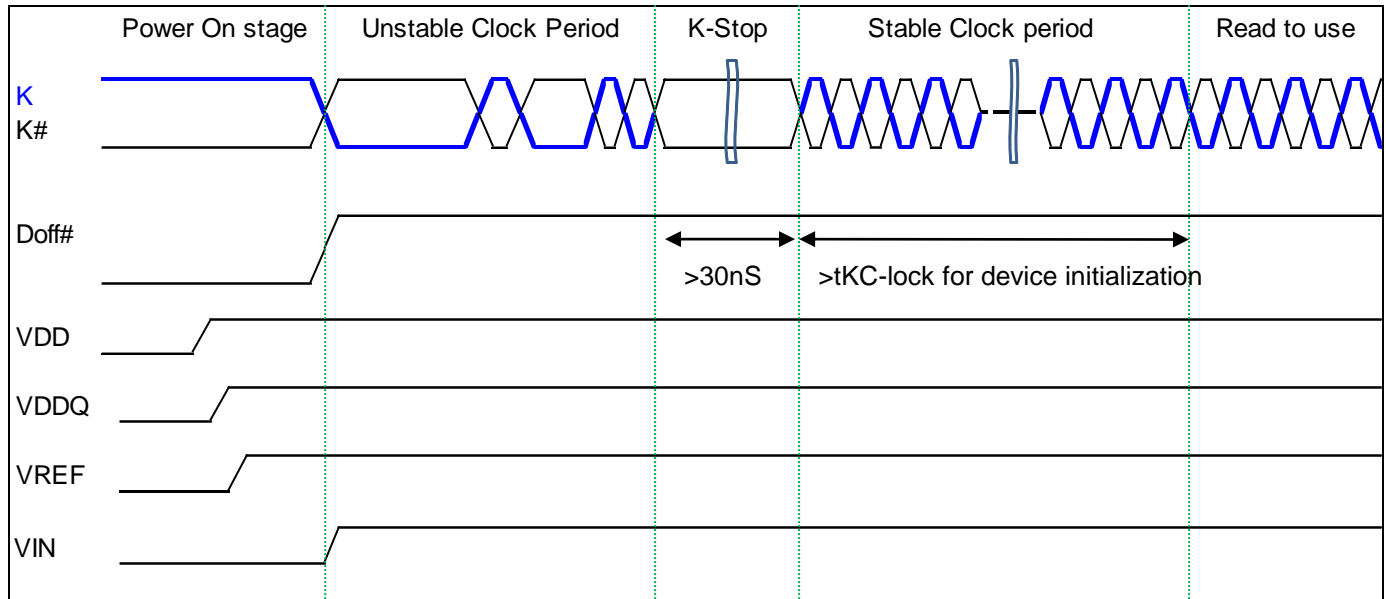 Power On stage Unstable Clock Period K-Stop Stable Clock period Read to use
K
K#
Doff#
>30nS >tKC-lock for device initialization
VDD
VDDQ
VREF
VIN